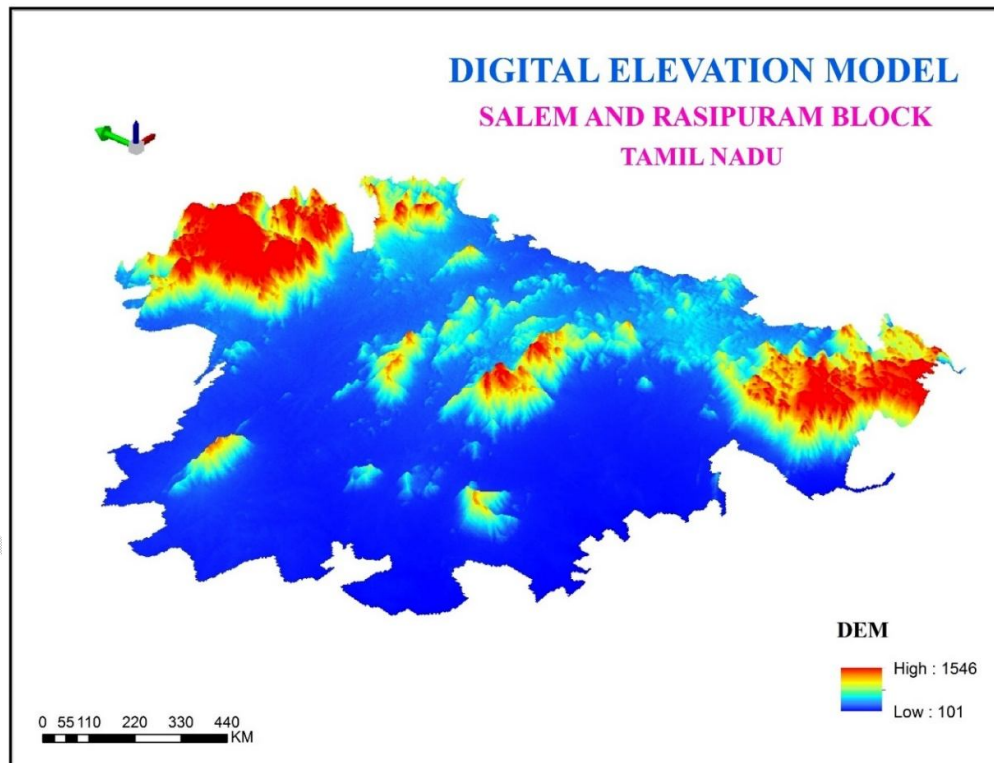 DIGITAL ELEVATION MODEL
SALEM AND RASIPURAM BLOCK
TAMIL NADU
DEM
High : 1546
Low : 101
0 55 110 220 330 440
KM